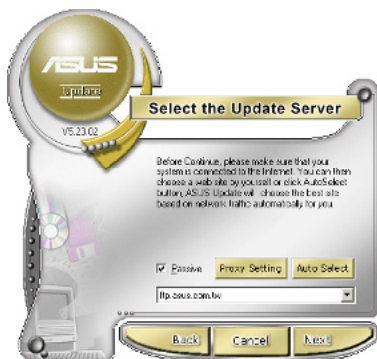 ASUS
Update
V5.23.02
Select the Update Server
Before Continue, please make sure that your
system is connected to the Internet. You can then
choose a web site by yourself or click AutoSelect
button, ASUS Update will choose the best site
based on network traffic automatically for you.
Passive
Proxy Setting
Auto Select
ftp.asus.com.tw
Back
Cancel
Next